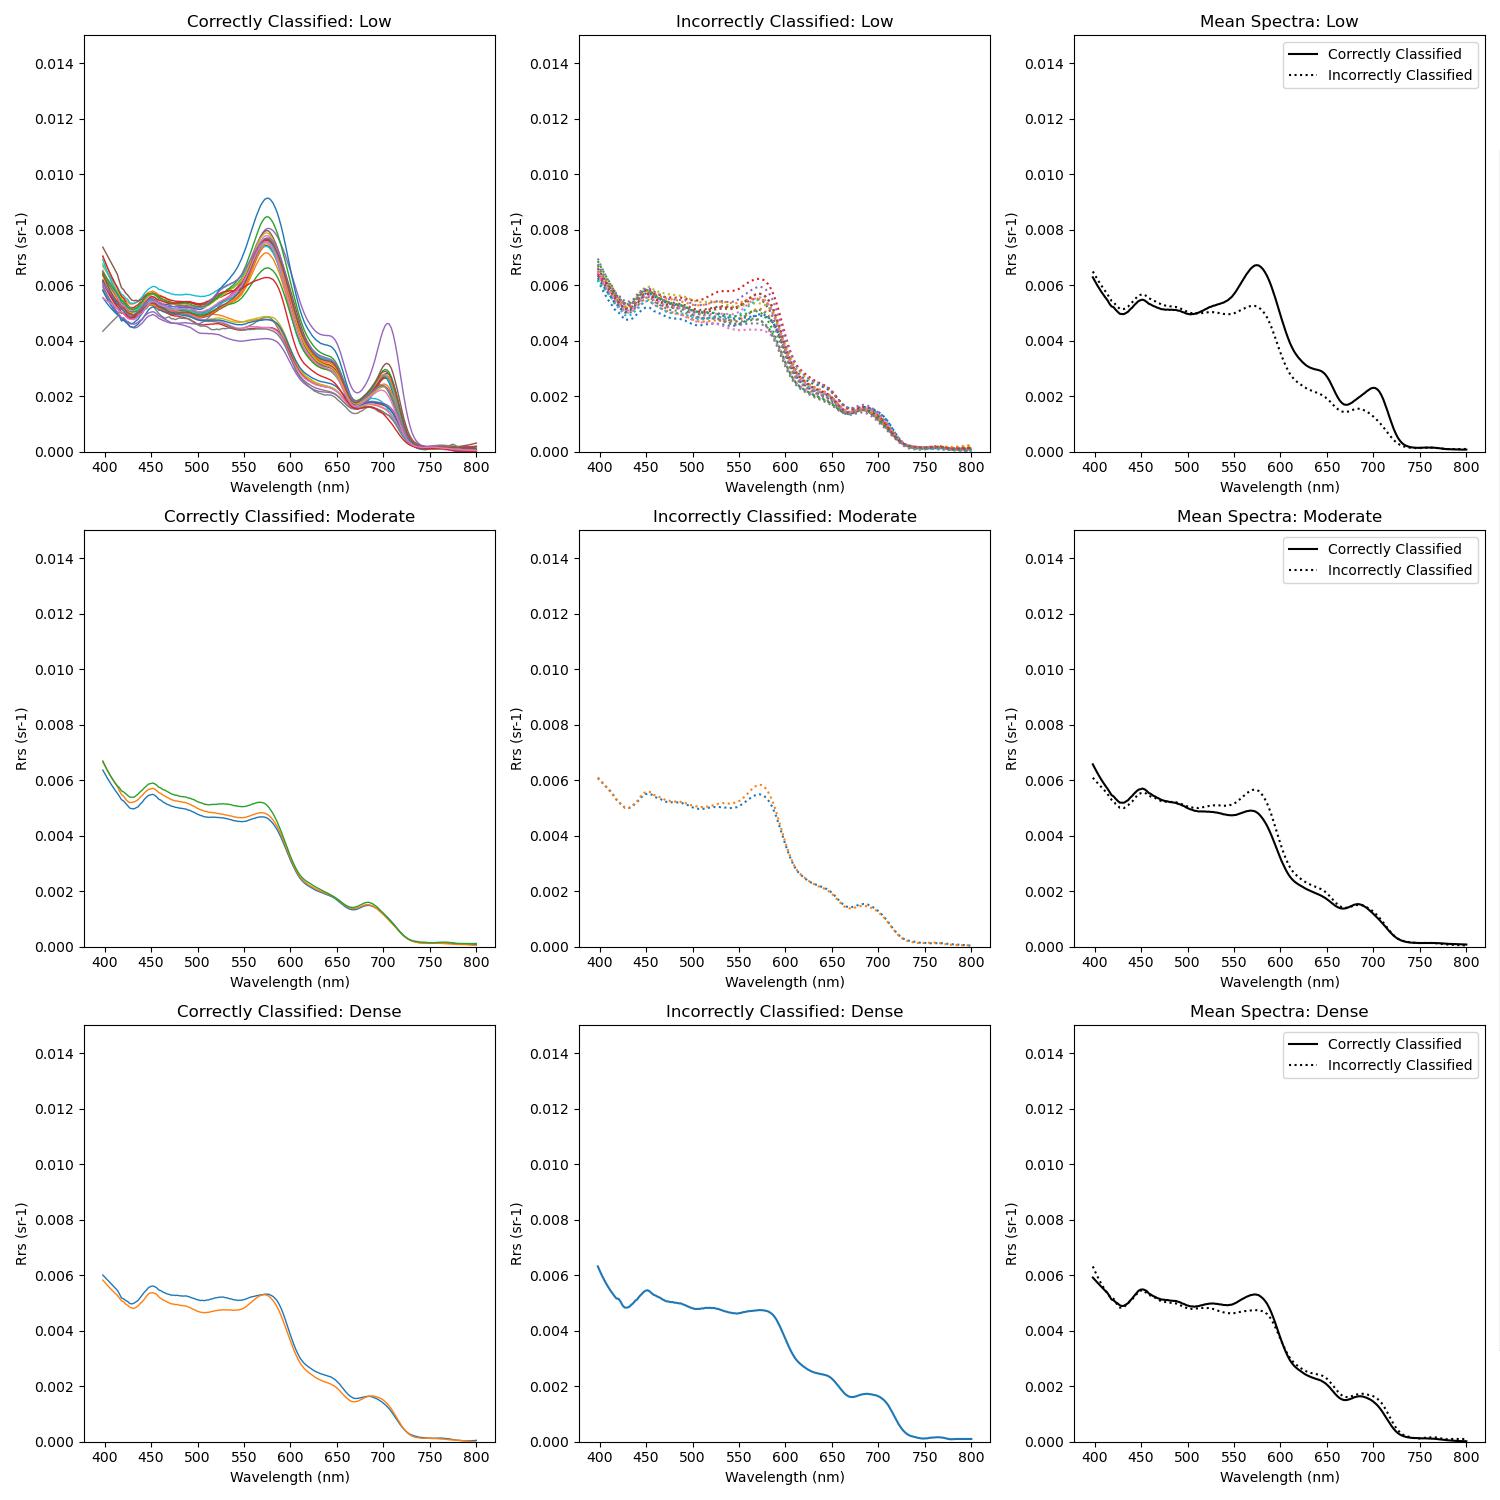 Correctly Classified: Low
Incorrectly Classified: Low
Mean Spectra: Low
Rrs (sr-1)
0.014
0.012
0.010
0.008
0.006
0.004
0.002
0.000
400 450 500 550 600 650 700 750 800
Wavelength (nm)
Rrs (sr-1)
0.014
0.012
0.010
0.008
0.006
0.004
0.002
0.000
400 450 500 550 600 650 700 750 800
Wavelength (nm)
Rrs (sr-1)
0.014
0.012
0.010
0.008
0.006
0.004
0.002
0.000
Correctly Classified
Incorrectly Classified
400 450 500 550 600 650 700 750 800
Wavelength (nm)
Correctly Classified: Moderate
Incorrectly Classified: Moderate
Mean Spectra: Moderate
Rrs (sr-1)
0.014
0.012
0.010
0.008
0.006
0.004
0.002
0.000
400 450 500 550 600 650 700 750 800
Wavelength (nm)
Rrs (sr-1)
0.014
0.012
0.010
0.008
0.006
0.004
0.002
0.000
400 450 500 550 600 650 700 750 800
Wavelength (nm)
Rrs (sr-1)
0.014
0.012
0.010
0.008
0.006
0.004
0.002
0.000
Correctly Classified
Incorrectly Classified
400 450 500 550 600 650 700 750 800
Wavelength (nm)
Correctly Classified: Dense
Incorrectly Classified: Dense
Mean Spectra: Dense
Rrs (sr-1)
0.014
0.012
0.010
0.008
0.006
0.004
0.002
0.000
400 450 500 550 600 650 700 750 800
Wavelength (nm)
Rrs (sr-1)
0.014
0.012
0.010
0.008
0.006
0.004
0.002
0.000
400 450 500 550 600 650 700 750 800
Wavelength (nm)
Rrs (sr-1)
0.014
0.012
0.010
0.008
0.006
0.004
0.002
0.000
Correctly Classified
Incorrectly Classified
400 450 500 550 600 650 700 750 800
Wavelength (nm)